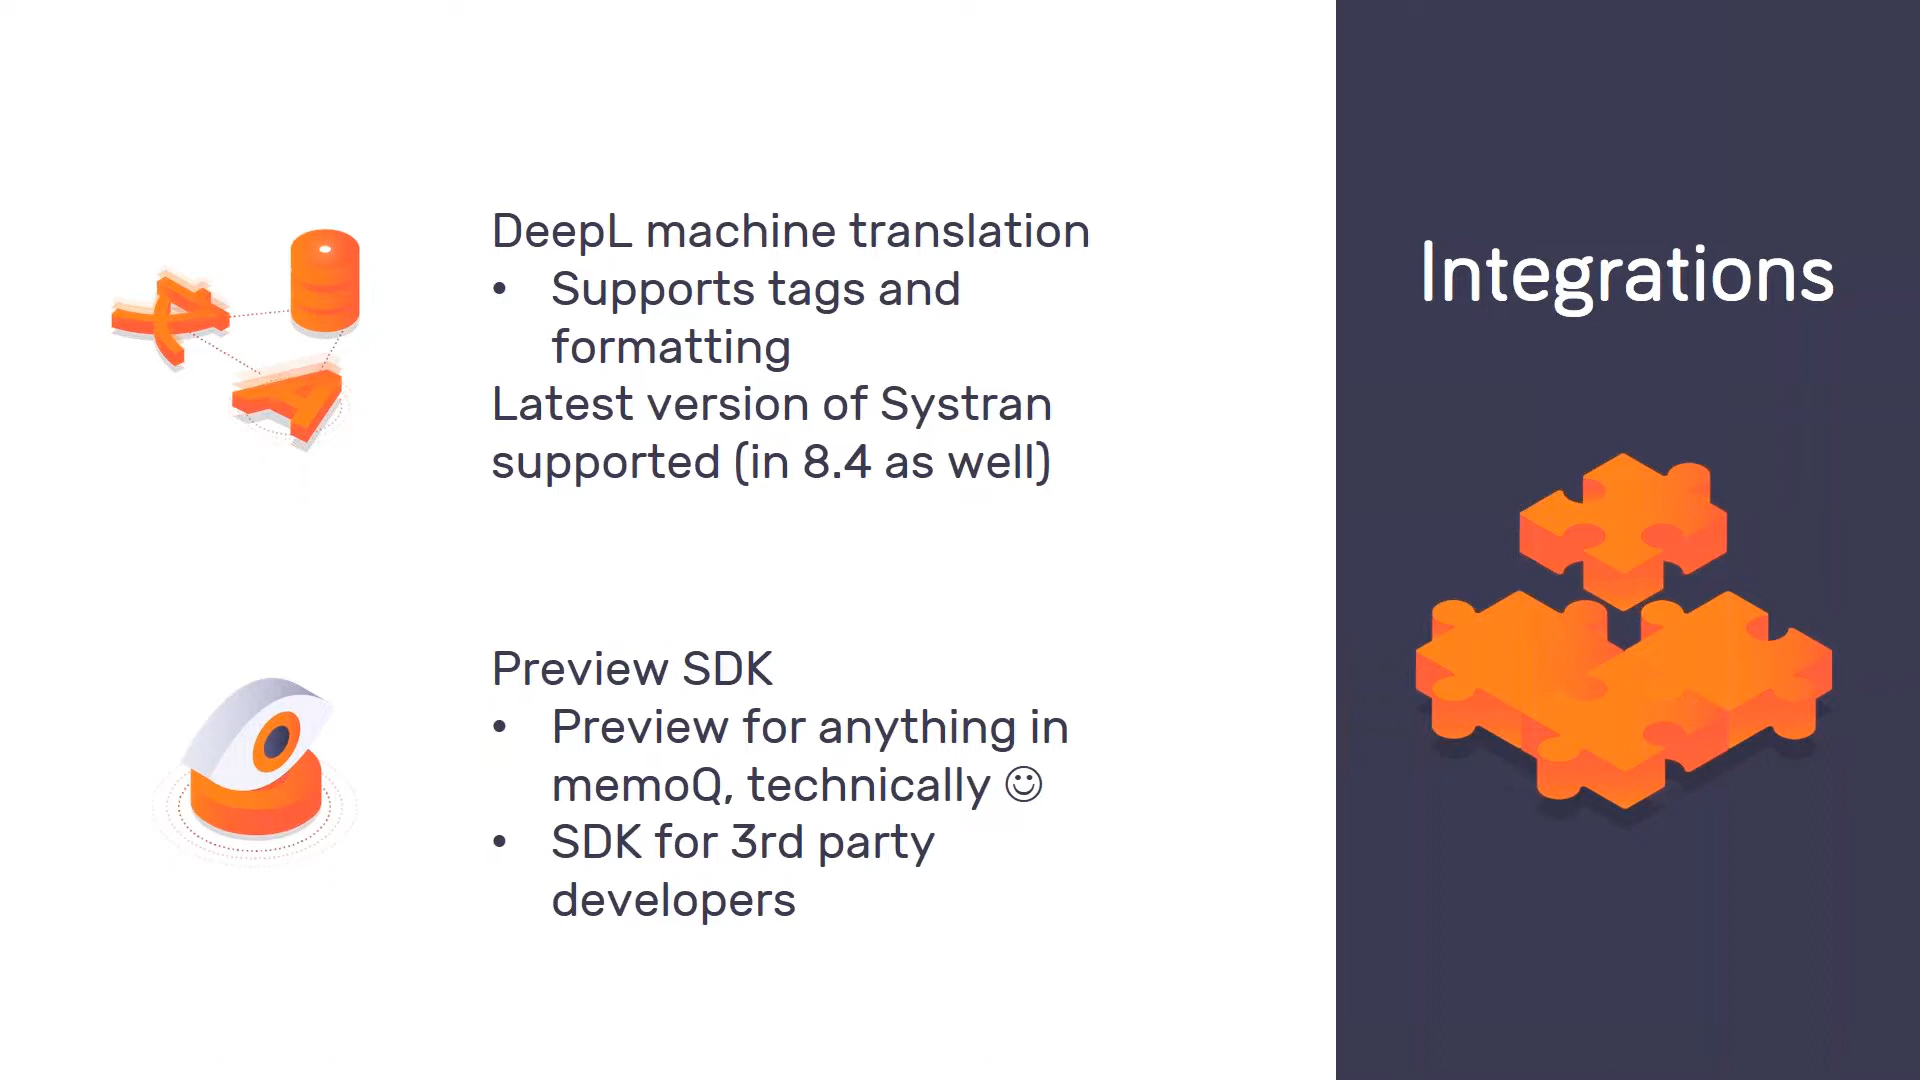 DeepL machine translation
• Supports tags and
formatting
Latest version of Systran
supported (in 8.4 as well)
Preview SDK
• Preview for anything in
memoQ, technically ☺
• SDK for 3rd party
developers
Integrations